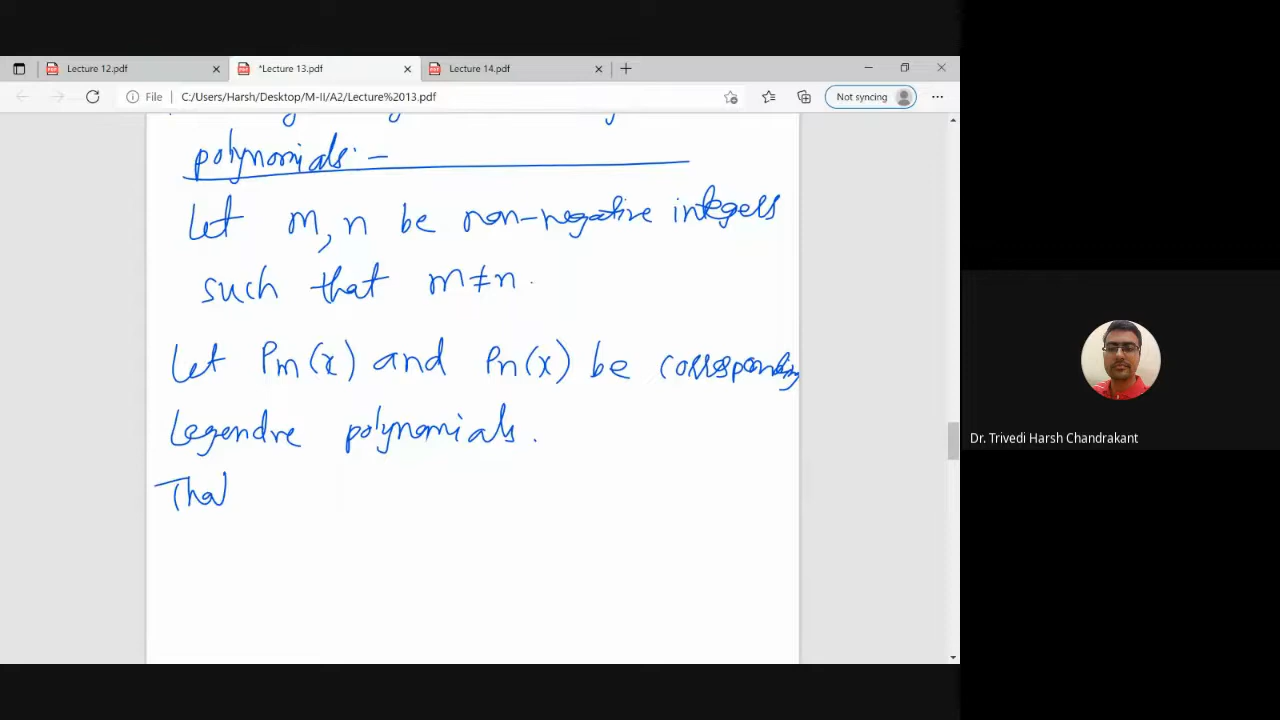 Lecture 12.pdf
*Lecture 13.pdf
Lecture 14.pdf
File | C:/Users/Harsh/Desktop/M-II/A2/Lecture%2013.pdf
Not syncing
polynomials:-
Let m, n be non-negative integers
such that m≠n.
Let Pm(x) and Pn(x) be corresponding
Legendre polynomials.
Tha
Dr. Trivedi Harsh Chandrakant